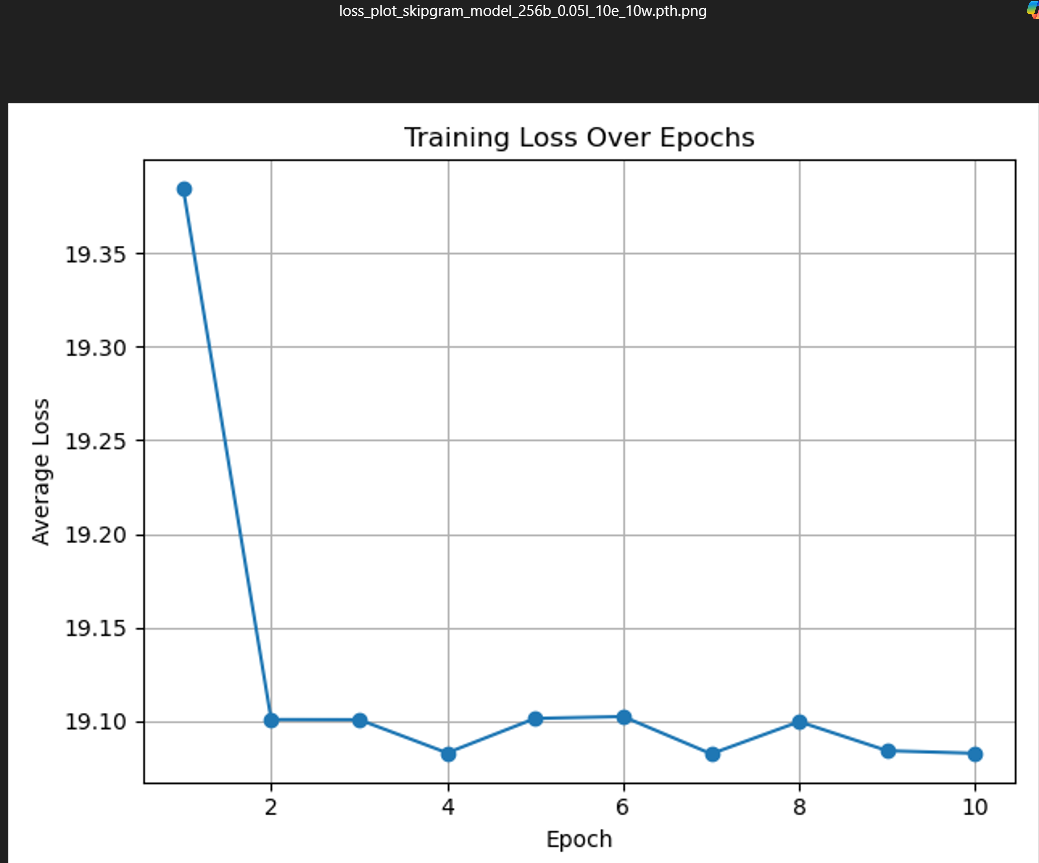 loss_plot_skipgram_model_256b_0.05l_10e_10w.pth.png
Training Loss Over Epochs
19.35
19.30
19.25
19.20
19.15
19.10
Average Loss
2 4 6 8 10
Epoch